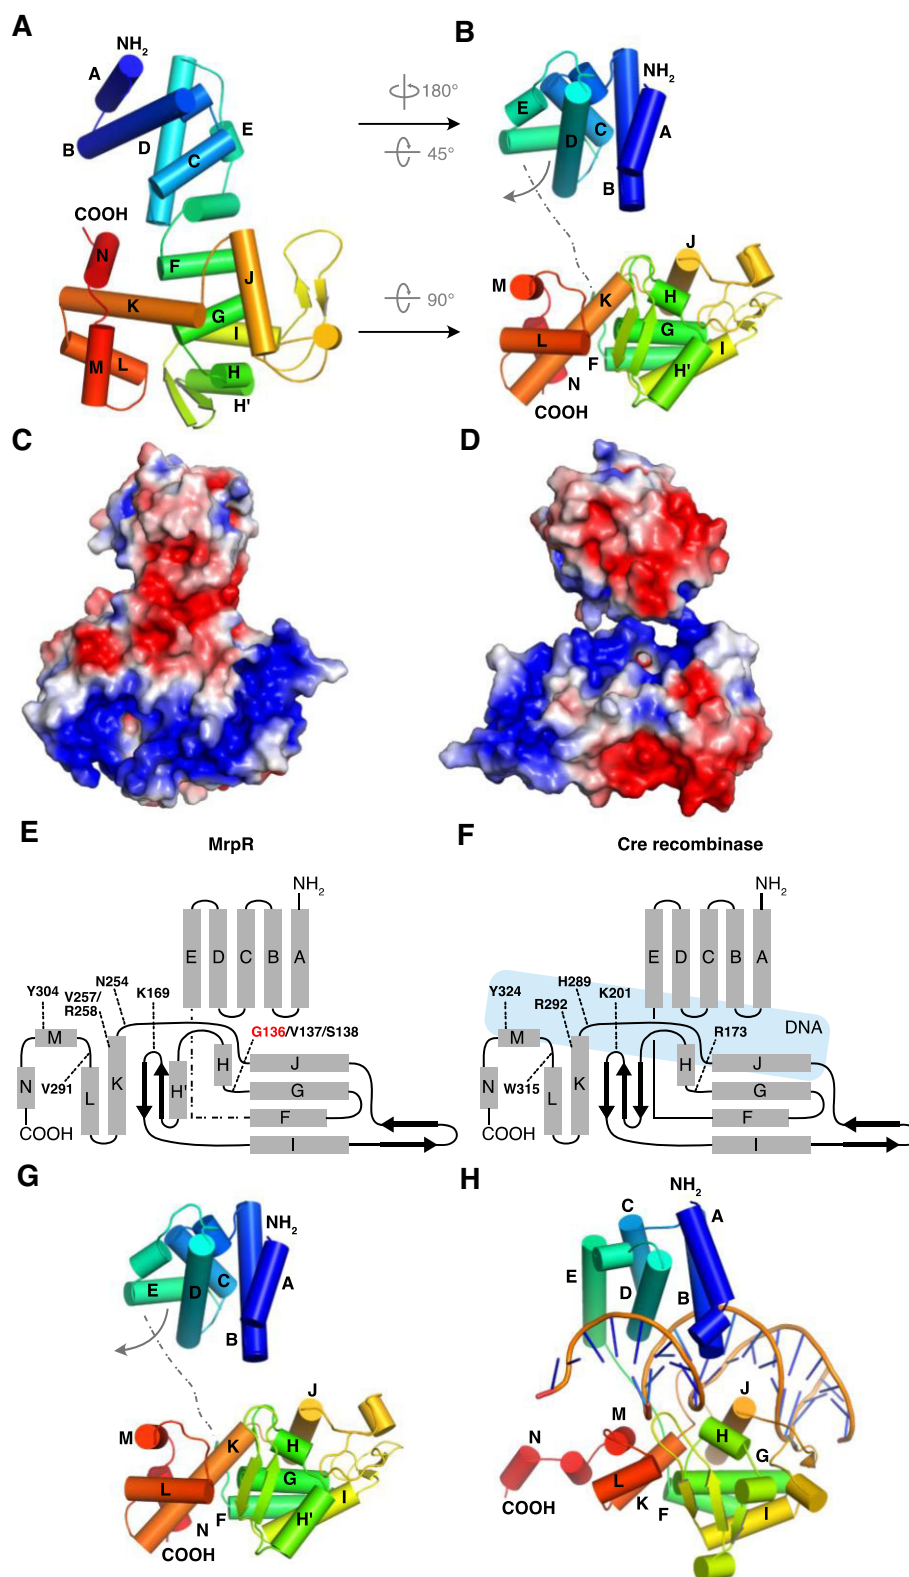 A
NH2
A
B
D
C
E
COOH
N
F
K
J
G
I
M
L
H
H'
180°
45°
90°
B
NH2
E
D
C
A
B
J
M
K
H
L
G
F
I
N
H'
COOH
C
D
E
MrpR
NH2
E D C B A
Y304
V257/
R258
N254
K169
G136/V137/S138
M
V291
N
L
K
H'
H
J
G
F
I
COOH
F
Cre recombinase
NH2
E D C B A
Y324
H289
R292
K201
DNA
R173
M
W315
N
L
K
H
J
G
F
I
COOH
G
NH2
A
C
E
D
B
J
M
K
H
G
L
I
F
H'
N
COOH
H
NH2
C
A
E
D
B
J
M
N
H
G
L
K
COOH
F
I